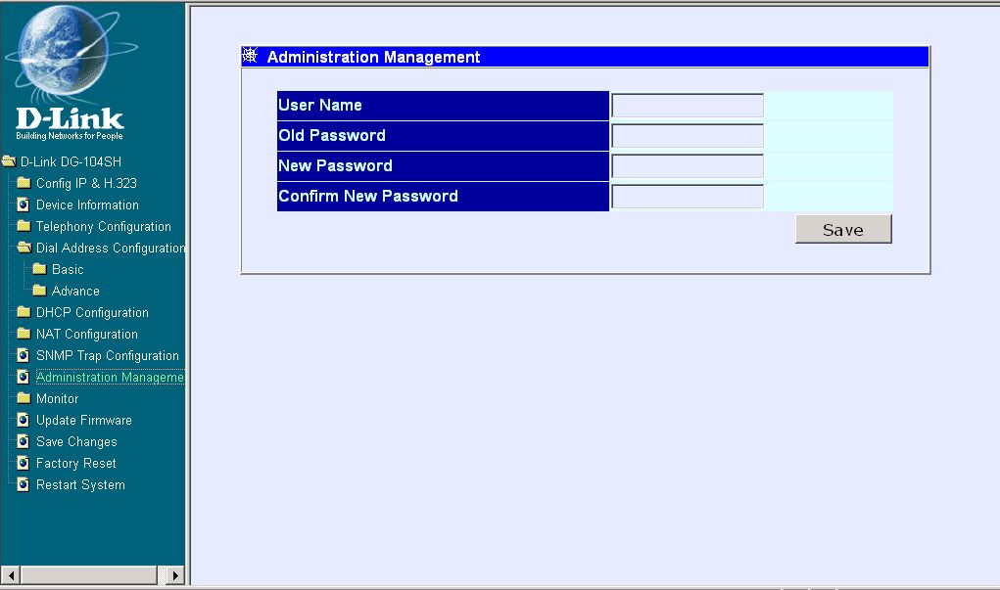 D-Link
Building Networks for People
D-Link DG-104SH
Config IP & H.323
Device Information
Telephony Configuration
Dial Address Configuration
Basic
Advance
DHCP Configuration
NAT Configuration
SNMP Trap Configuration
Administration Manageme
Monitor
Update Firmware
Save Changes
Factory Reset
Restart System
Administration Management
User Name
Old Password
New Password
Confirm New Password
Save